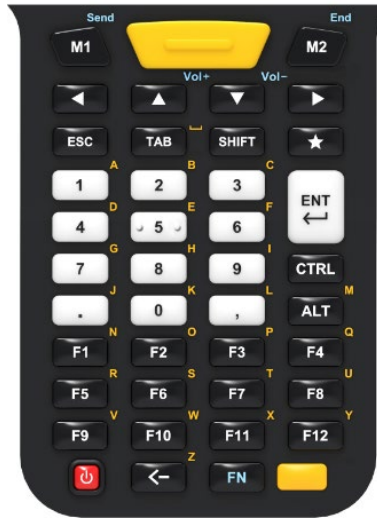 Send End
M1 M2
Vol+ Vol−
ESC TAB SHIFT
A B C
1 2 3 ENT
D E F
4 5 6
G H I
7 8 9 CTRL
J K L M
. 0 , ALT
N O P Q
F1 F2 F3 F4
R S T U
F5 F6 F7 F8
V W X Y
F9 F10 F11 F12
Z
FN